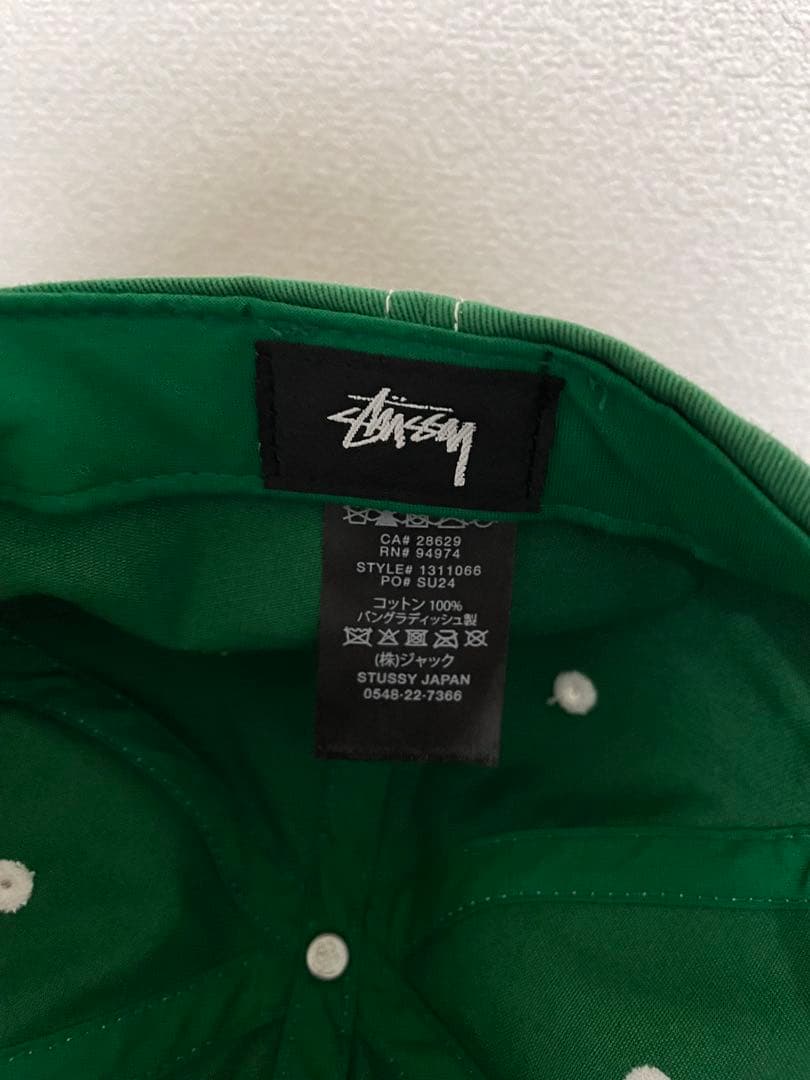 Stüssy
CA# 28629
RN# 94974
STYLE# 1311066
PO# SU24
コットン 100%
バングラディッシュ製
(株)ジャック
STUSSY JAPAN
0548-22-7366